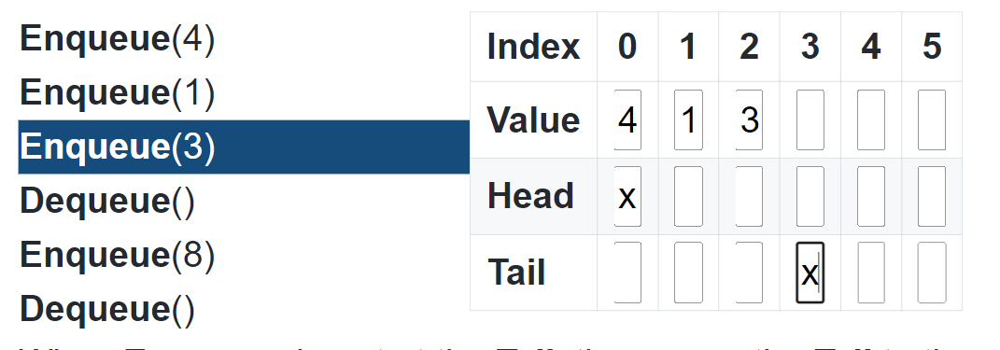 Enqueue(4)
Enqueue(1)
Enqueue(3)
Dequeue()
Enqueue(8)
Dequeue()
Index 0 1 2 3 4 5
Value 4 1 3
Head x
Tail x